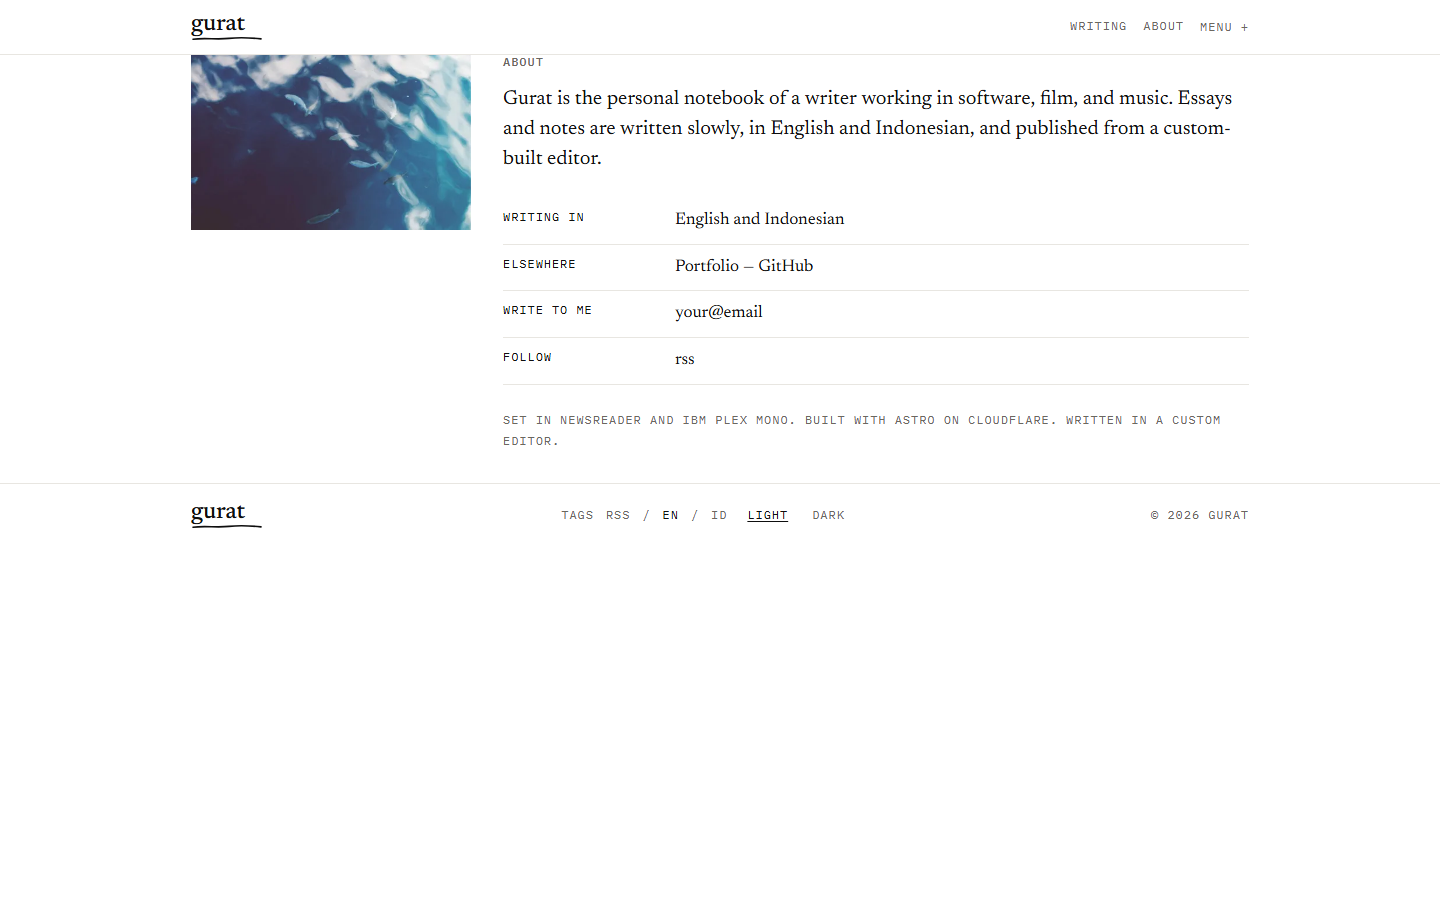 gurat
WRITING ABOUT MENU +
ABOUT
Gurat is the personal notebook of a writer working in software, film, and music. Essays
and notes are written slowly, in English and Indonesian, and published from a custom-
built editor.
WRITING IN English and Indonesian
ELSEWHERE Portfolio — GitHub
WRITE TO ME your@email
FOLLOW rss
SET IN NEWSREADER AND IBM PLEX MONO. BUILT WITH ASTRO ON CLOUDFLARE. WRITTEN IN A CUSTOM
EDITOR.
gurat
TAGS RSS / EN / ID LIGHT DARK
© 2026 GURAT